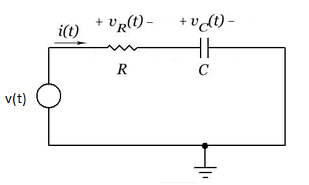 + v_R(t) – + v_C(t) –
i(t)
R C
v(t)